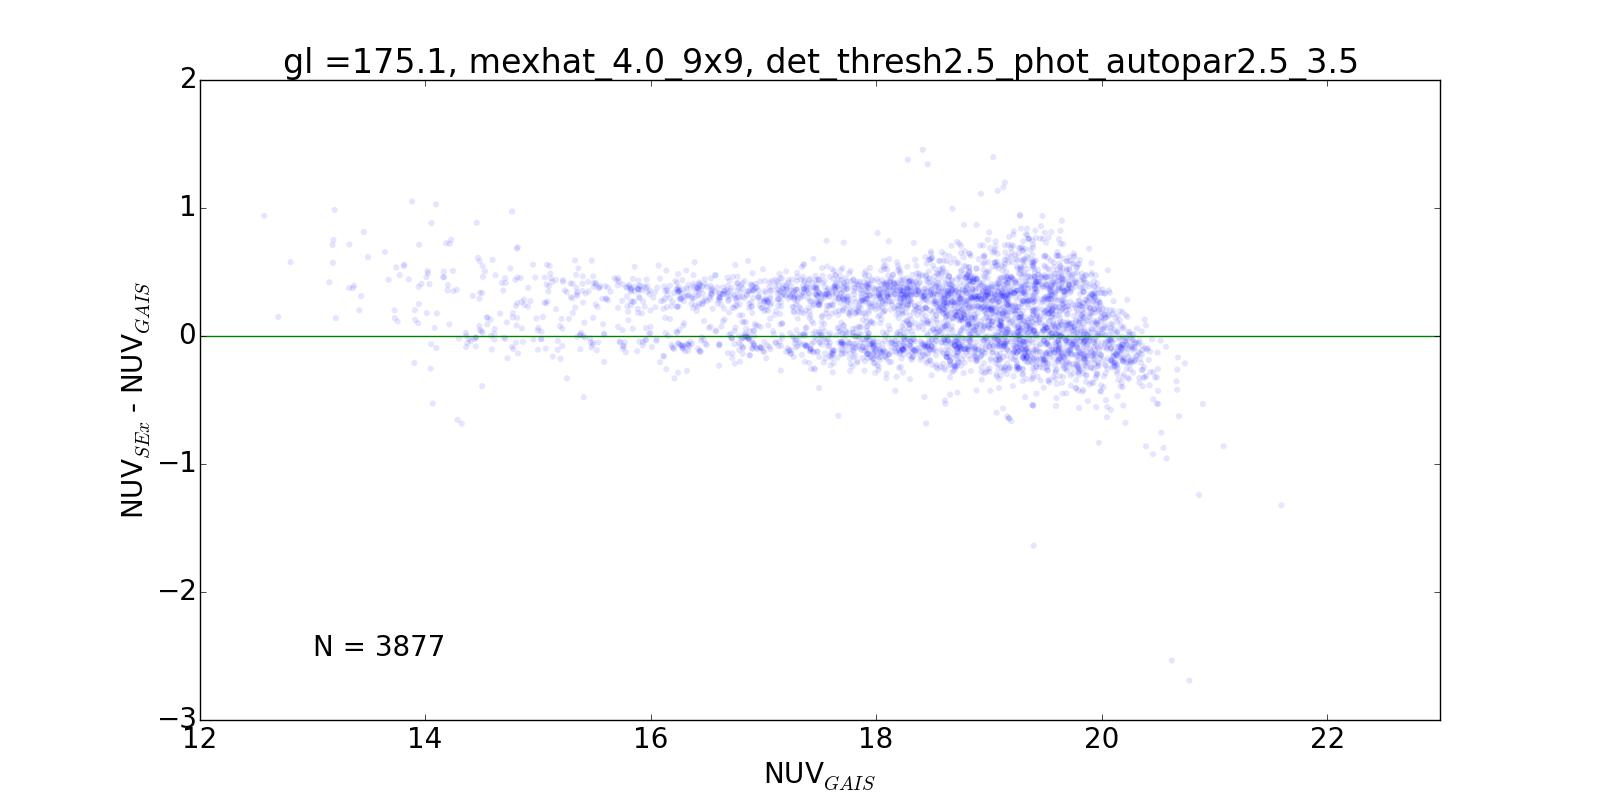 gl =175.1, mexhat_4.0_9x9, det_thresh2.5_phot_autopar2.5_3.5
2
1
0
−1
−2
−3
NUV_SEx - NUV_GAIS
N = 3877
12 14 16 18 20 22
NUV_GAIS